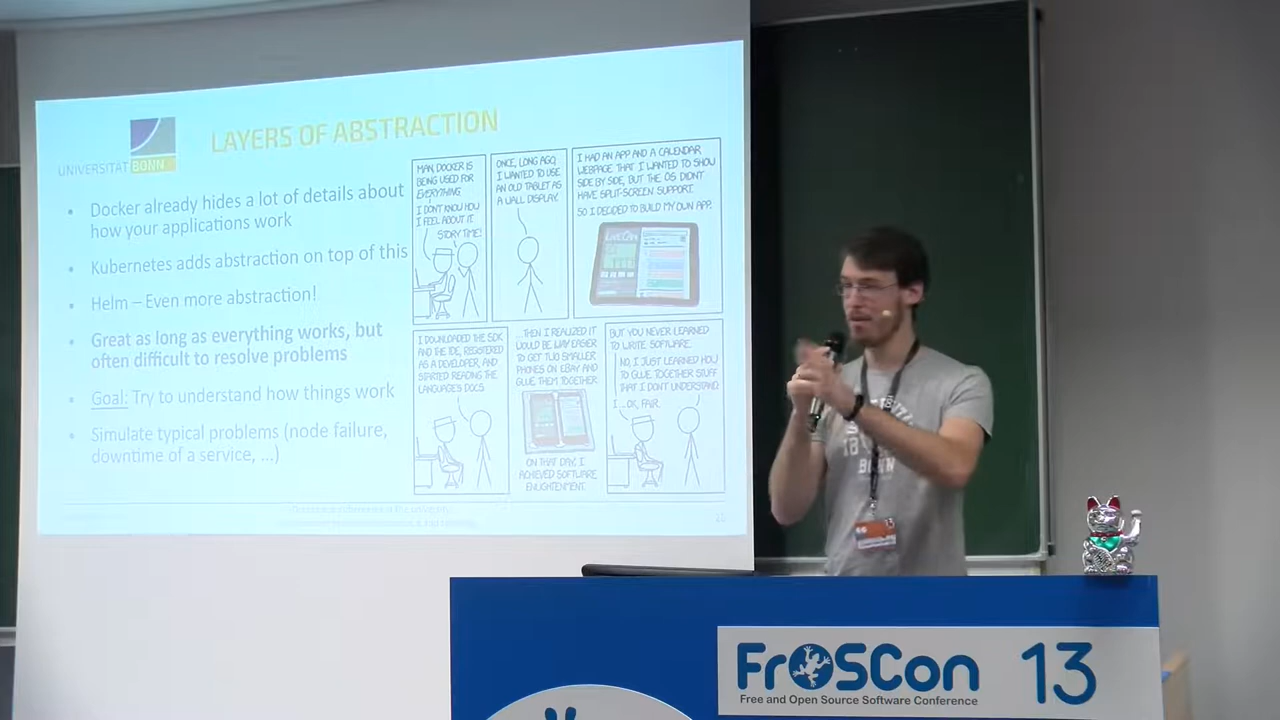 UNIVERSITÄT BONN
LAYERS OF ABSTRACTION
• Docker already hides a lot of details about
how your applications work
• Kubernetes adds abstraction on top of this
• Helm – Even more abstraction!
• Great as long as everything works, but
often difficult to resolve problems
• Goal: Try to understand how things work
• Simulate typical problems (node failure,
downtime of a service, ...)
MAN, DOCKER IS
BEING USED FOR
EVERYTHING.
I DON'T KNOW HOW
I FEEL ABOUT IT.
STORY TIME!
ONCE, LONG AGO,
I WANTED TO USE
AN OLD TABLET AS
A WALL DISPLAY.
I HAD AN APP AND A CALENDAR
WEBPAGE THAT I WANTED TO SHOW
SIDE BY SIDE, BUT THE OS DIDN'T
HAVE SPLIT-SCREEN SUPPORT.
SO I DECIDED TO BUILD MY OWN APP.
I DOWNLOADED THE SDK
AND THE IDE, REGISTERED
AS A DEVELOPER, AND
STARTED READING THE
LANGUAGE'S DOCS.
...THEN I REALIZED IT
WOULD BE WAY EASIER
TO GET TWO SMALLER
PHONES ON EBAY AND
GLUE THEM TOGETHER.
ON THAT DAY, I
ACHIEVED SOFTWARE
ENLIGHTENMENT.
BUT YOU NEVER LEARNED
TO WRITE SOFTWARE.
NO, I JUST LEARNED HOW
TO GLUE TOGETHER STUFF
THAT I DON'T UNDERSTAND.
I...OK, FAIR.
18
BONN
13
FrOSCon 13
Free and Open Source Software Conference